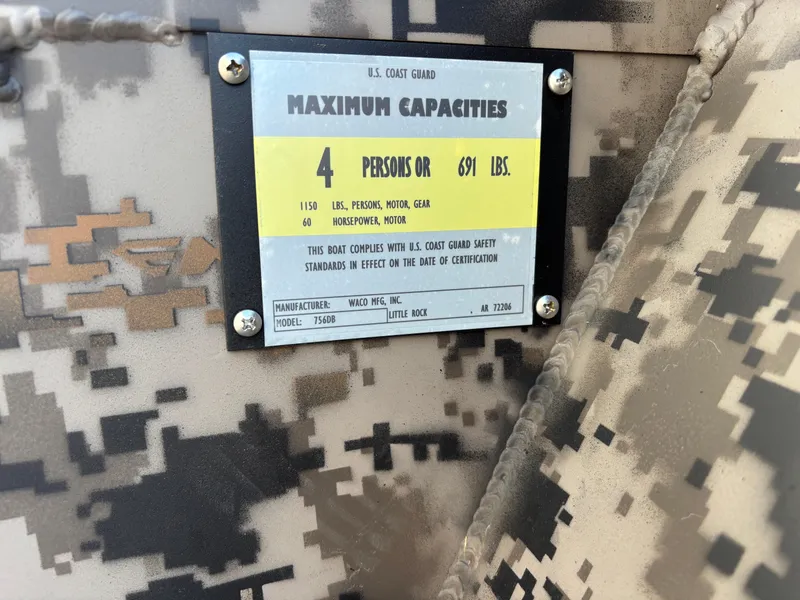 U.S. COAST GUARD
MAXIMUM CAPACITIES
4 PERSONS OR 691 LBS.
1150 LBS., PERSONS, MOTOR, GEAR
60 HORSEPOWER, MOTOR
THIS BOAT COMPLIES WITH U.S. COAST GUARD SAFETY
STANDARDS IN EFFECT ON THE DATE OF CERTIFICATION
MANUFACTURER: WACO MFG, INC.
MODEL: 756DB LITTLE ROCK , AR 72206